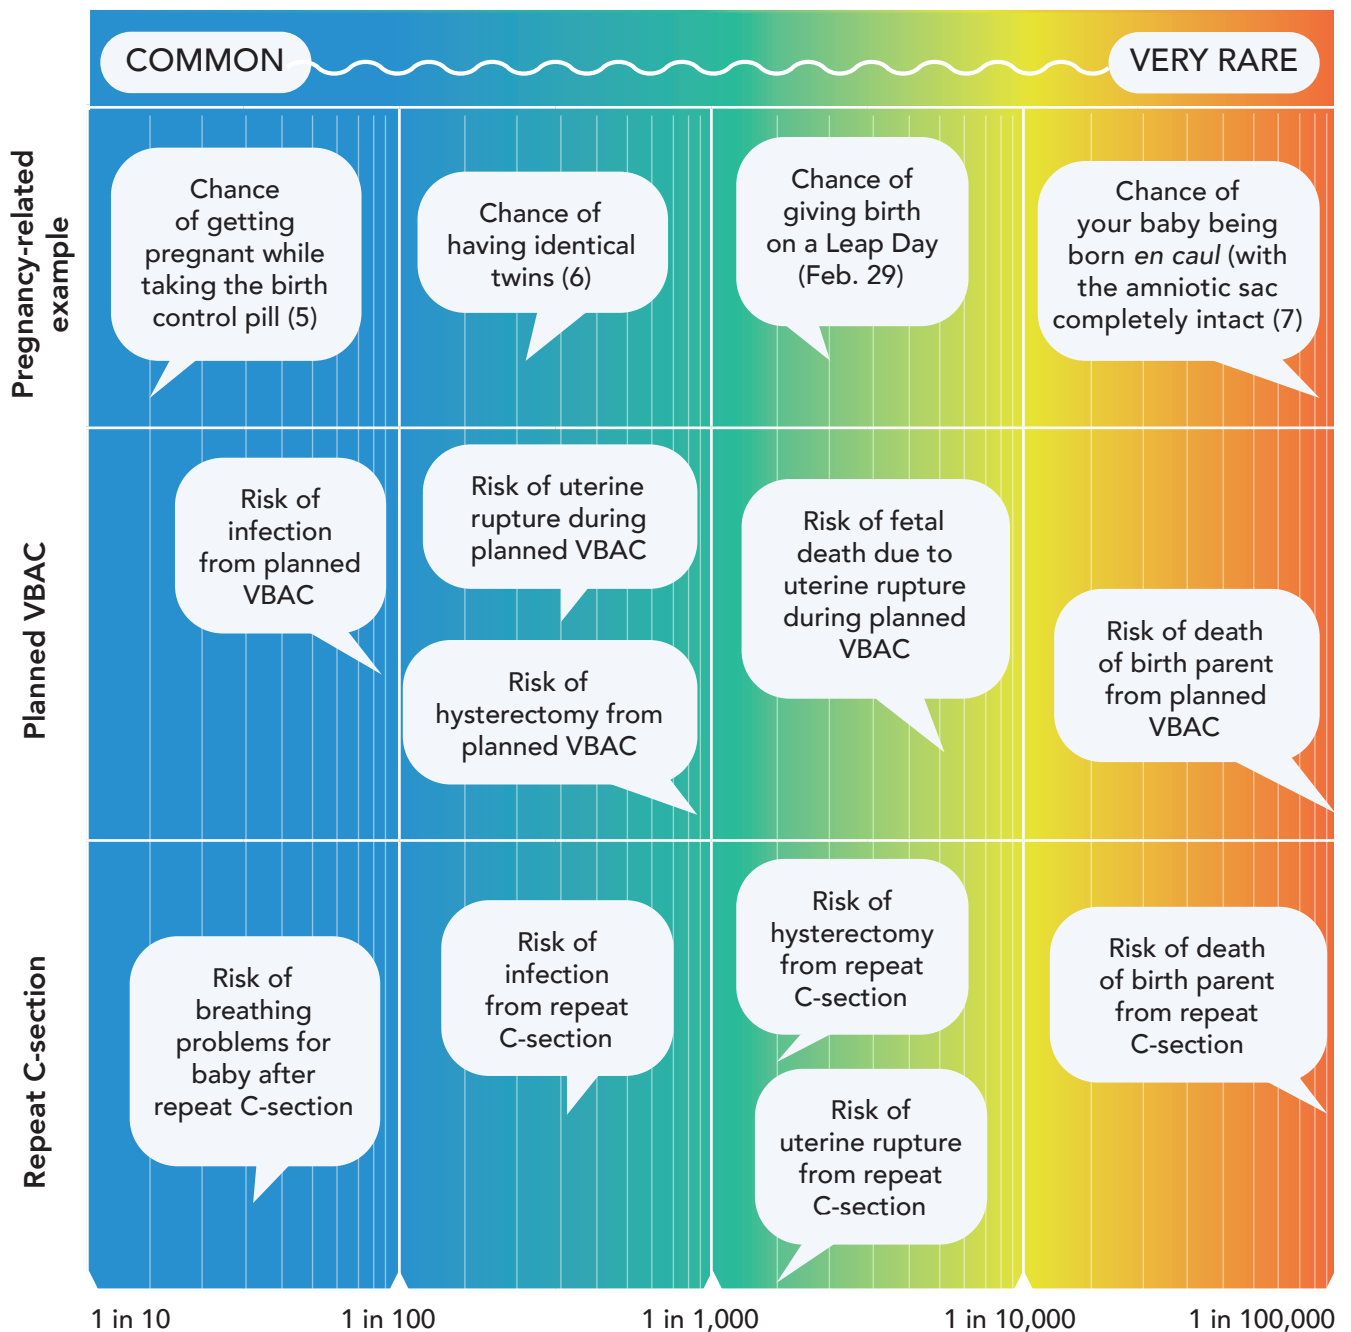 COMMON
VERY RARE
Pregnancy-related
example
Chance
of getting
pregnant while
taking the birth
control pill (5)
Chance of
having identical
twins (6)
Chance of
giving birth
on a Leap Day
(Feb. 29)
Chance of
your baby being
born en caul (with
the amniotic sac
completely intact (7)
Planned VBAC
Risk of
infection
from planned
VBAC
Risk of uterine
rupture during
planned VBAC
Risk of
hysterectomy from
planned VBAC
Risk of fetal
death due to
uterine rupture
during planned
VBAC
Risk of death
of birth parent
from planned
VBAC
Repeat C-section
Risk of
breathing
problems for
baby after
repeat C-section
Risk of
infection
from repeat
C-section
Risk of
hysterectomy
from repeat
C-section
Risk of
uterine rupture
from repeat
C-section
Risk of death
of birth parent
from repeat
C-section
1 in 10
1 in 100
1 in 1,000
1 in 10,000
1 in 100,000